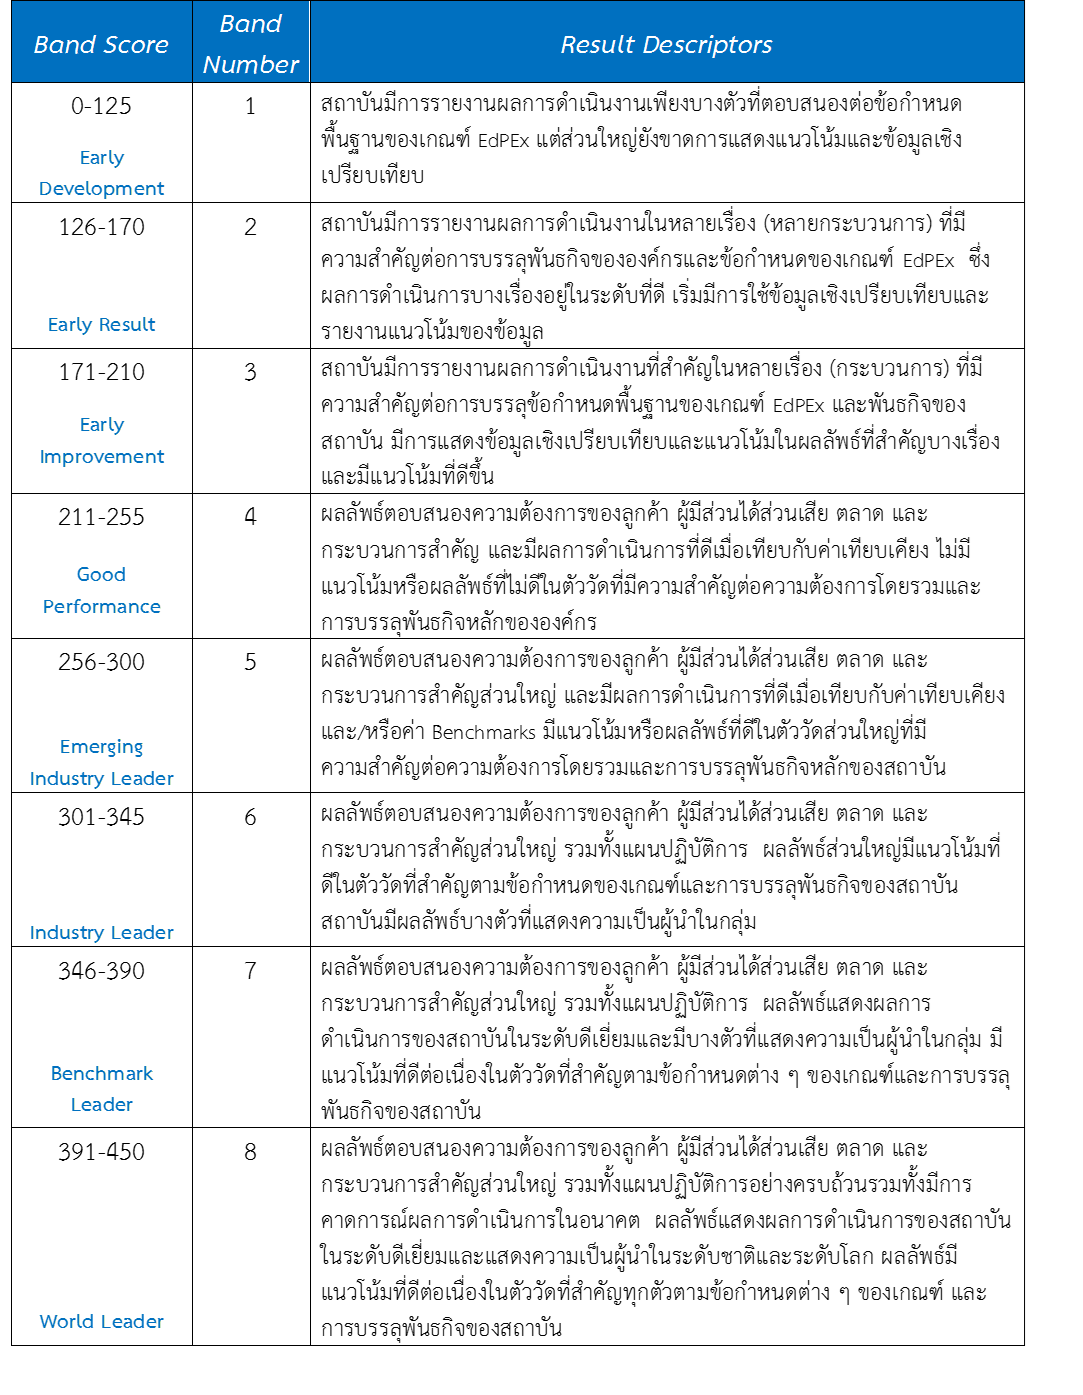 Band Score
Band
Number
Result Descriptors
0-125
Early
Development
1
สถาบันมีการรายงานผลการดำเนินงานเพียงบางตัวที่ตอบสนองต่อข้อกำหนด
พื้นฐานของเกณฑ์ EdPEx แต่ส่วนใหญ่ยังขาดการแสดงแนวโน้มและข้อมูลเชิง
เปรียบเทียบ
126-170
Early Result
2
สถาบันมีการรายงานผลการดำเนินงานในหลายเรื่อง (หลายกระบวนการ) ที่มี
ความสำคัญต่อการบรรลุพันธกิจขององค์กรและข้อกำหนดของเกณฑ์ EdPEx ซึ่ง
ผลการดำเนินการบางเรื่องอยู่ในระดับที่ดี เริ่มมีการใช้ข้อมูลเชิงเปรียบเทียบและ
รายงานแนวโน้มของข้อมูล
171-210
Early
Improvement
3
สถาบันมีการรายงานผลการดำเนินงานที่สำคัญในหลายเรื่อง (กระบวนการ) ที่มี
ความสำคัญต่อการบรรลุข้อกำหนดพื้นฐานของเกณฑ์ EdPEx และพันธกิจของ
สถาบัน มีการแสดงข้อมูลเชิงเปรียบเทียบและแนวโน้มในผลลัพธ์ที่สำคัญบางเรื่อง
และมีแนวโน้มที่ดีขึ้น
211-255
Good
Performance
4
ผลลัพธ์ตอบสนองความต้องการของลูกค้า ผู้มีส่วนได้ส่วนเสีย ตลาด และ
กระบวนการสำคัญ และมีผลการดำเนินการที่ดีเมื่อเทียบกับค่าเทียบเคียง ไม่มี
แนวโน้มหรือผลลัพธ์ที่ไม่ดีในตัววัดที่มีความสำคัญต่อความต้องการโดยรวมและ
การบรรลุพันธกิจหลักขององค์กร
256-300
Emerging
Industry Leader
5
ผลลัพธ์ตอบสนองความต้องการของลูกค้า ผู้มีส่วนได้ส่วนเสีย ตลาด และ
กระบวนการสำคัญส่วนใหญ่ และมีผลการดำเนินการที่ดีเมื่อเทียบกับค่าเทียบเคียง
และ/หรือค่า Benchmarks มีแนวโน้มหรือผลลัพธ์ที่ดีในตัววัดส่วนใหญ่ที่มี
ความสำคัญต่อความต้องการโดยรวมและการบรรลุพันธกิจหลักของสถาบัน
301-345
Industry Leader
6
ผลลัพธ์ตอบสนองความต้องการของลูกค้า ผู้มีส่วนได้ส่วนเสีย ตลาด และ
กระบวนการสำคัญส่วนใหญ่ รวมทั้งแผนปฏิบัติการ ผลลัพธ์ส่วนใหญ่มีแนวโน้มที่
ดีในตัววัดที่สำคัญตามข้อกำหนดของเกณฑ์และการบรรลุพันธกิจของสถาบัน
สถาบันมีผลลัพธ์บางตัวที่แสดงความเป็นผู้นำในกลุ่ม
346-390
Benchmark
Leader
7
ผลลัพธ์ตอบสนองความต้องการของลูกค้า ผู้มีส่วนได้ส่วนเสีย ตลาด และ
กระบวนการสำคัญส่วนใหญ่ รวมทั้งแผนปฏิบัติการ ผลลัพธ์แสดงผลการ
ดำเนินการของสถาบันในระดับดีเยี่ยมและมีบางตัวที่แสดงความเป็นผู้นำในกลุ่ม มี
แนวโน้มที่ดีต่อเนื่องในตัววัดที่สำคัญตามข้อกำหนดต่าง ๆ ของเกณฑ์และการบรรลุ
พันธกิจของสถาบัน
391-450
World Leader
8
ผลลัพธ์ตอบสนองความต้องการของลูกค้า ผู้มีส่วนได้ส่วนเสีย ตลาด และ
กระบวนการสำคัญส่วนใหญ่ รวมทั้งแผนปฏิบัติการอย่างครบถ้วนรวมทั้งมีการ
คาดการณ์ผลการดำเนินการในอนาคต ผลลัพธ์แสดงผลการดำเนินการของสถาบัน
ในระดับดีเยี่ยมและแสดงความเป็นผู้นำในระดับชาติและระดับโลก ผลลัพธ์มี
แนวโน้มที่ดีต่อเนื่องในตัววัดที่สำคัญทุกตัวตามข้อกำหนดต่าง ๆ ของเกณฑ์ และ
การบรรลุพันธกิจของสถาบัน